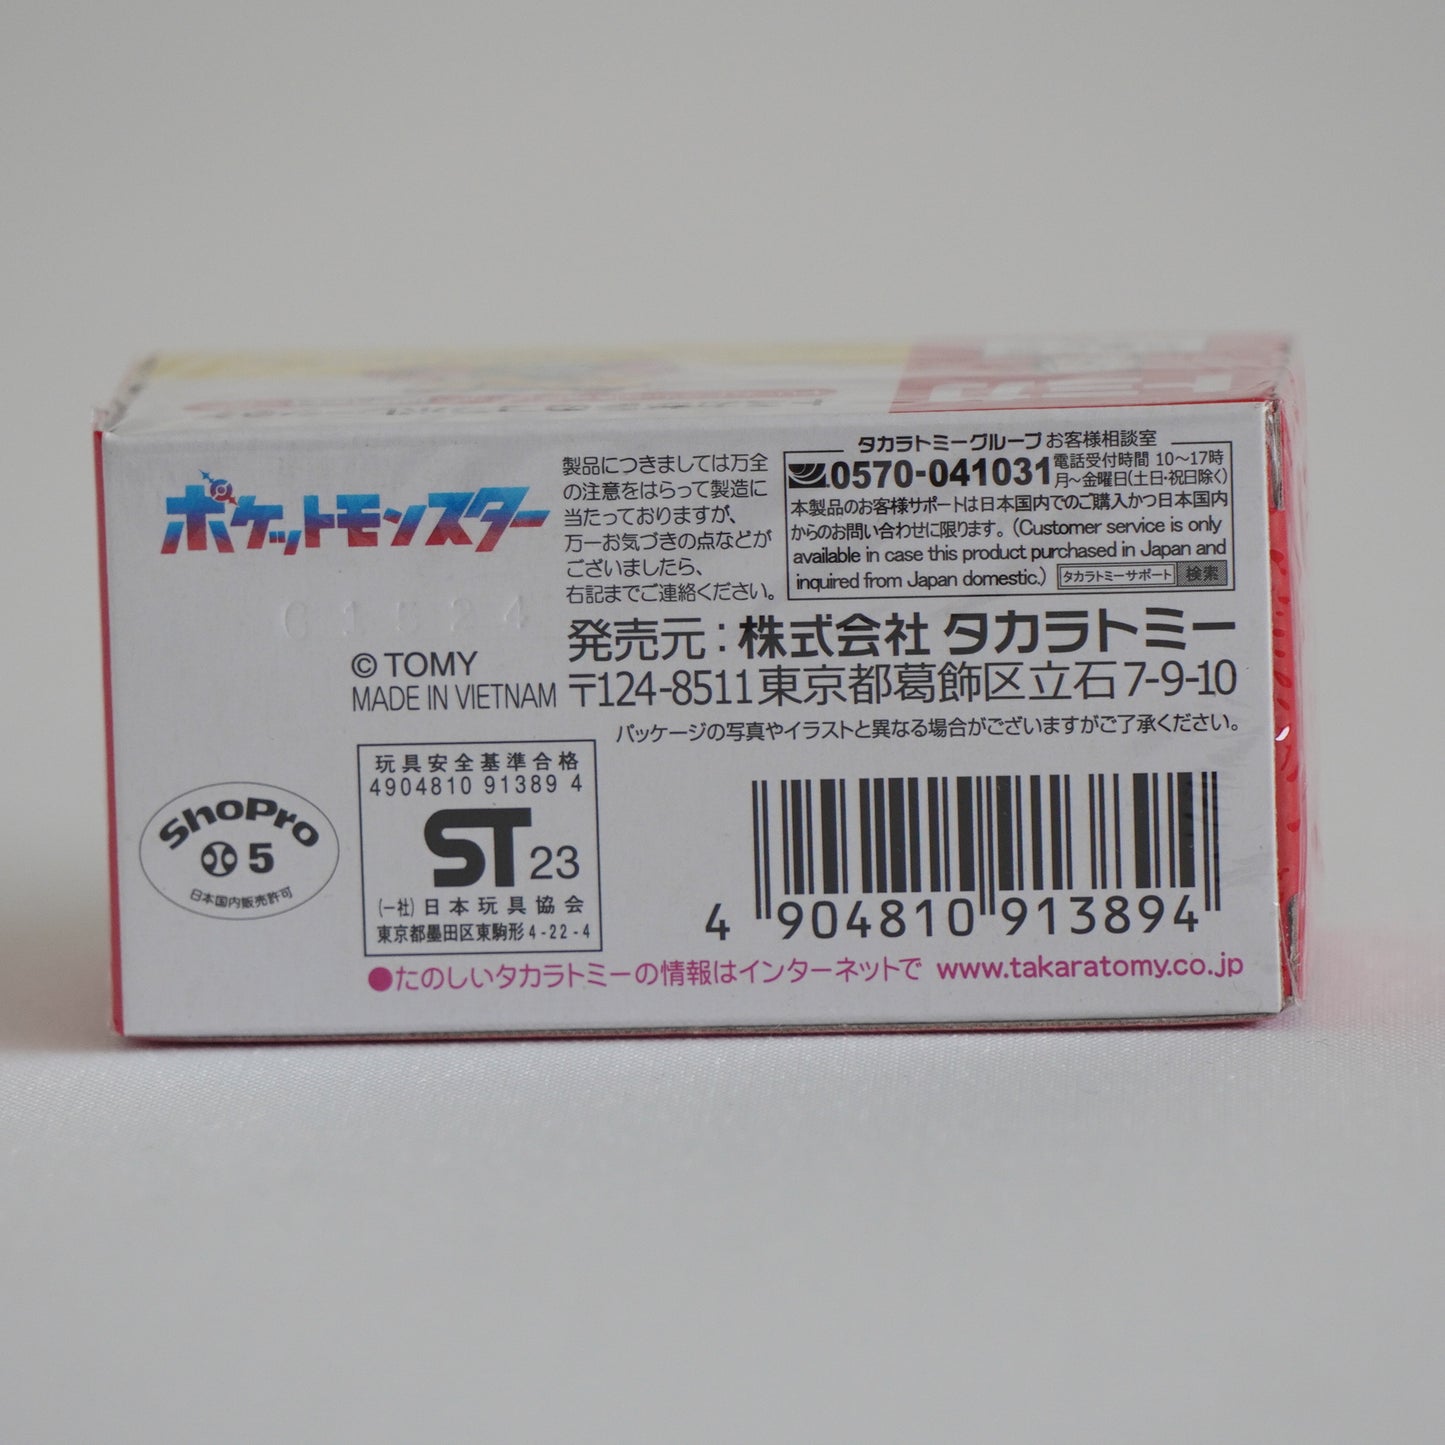 トミカ
ポケットモンスター
製品につきましては万全
の注意をはらって製造に
当たっておりますが、
万一お気づきの点などが
ございましたら、
右記までご連絡ください。
タカラトミーグループお客様相談室
0570-041031
電話受付時間 10〜17時
月〜金曜日(土日・祝日除く)
本製品のお客様サポートは日本国内でのご購入かつ日本国内
からのお問い合わせに限ります。(Customer service is only
available in case this product purchased in Japan and
inquired from Japan domestic.) タカラトミーサポート 検索
01524
© TOMY
MADE IN VIETNAM
発売元：株式会社 タカラトミー
〒124-8511 東京都葛飾区立石 7-9-10
パッケージの写真やイラストと異なる場合がございますがご了承ください。
ShoPro
小 5
日本国内販売許可
玩具安全基準合格
4904810 91389 4
ST 23
(一社) 日本玩具協会
東京都墨田区東駒形 4-22-4
4 904810 913894
●たのしいタカラトミーの情報はインターネットで www.takaratomy.co.jp